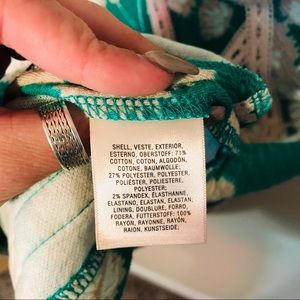 SHELL, VESTE, EXTERIOR,
ESTERNO, OBERSTOFF: 71%
COTTON, COTON, ALGODÓN,
COTONE, BAUMWOLLE;
27% POLYESTER, POLYESTER,
POLIÉSTER, POLIESTERE,
POLYESTER;
2% SPANDEX, ÉLASTHANNE,
ELASTANO, ELASTAN, ELASTAN,
LINING, DOUBLURE, FORRO,
FODERA, FUTTERSTOFF: 100%
RAYON, RAYONNE, RAYÓN,
RAION, KUNSTSEIDE;